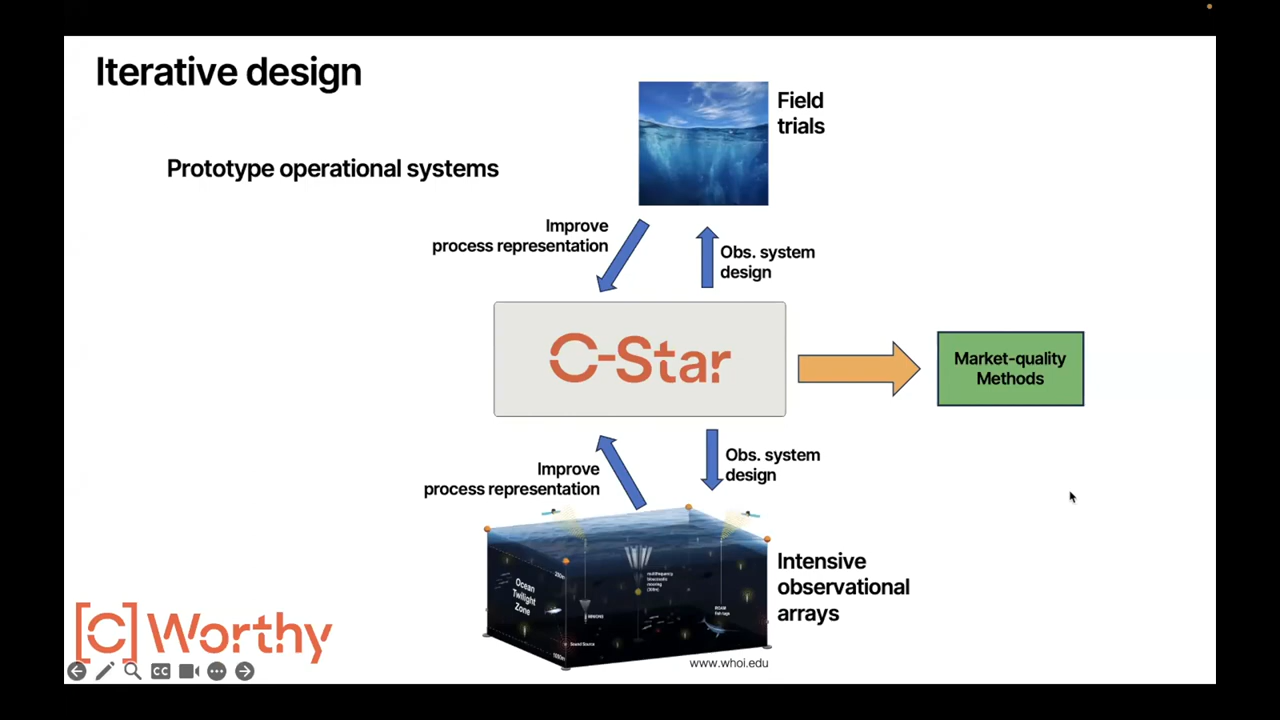 Iterative design
Field
trials
Prototype operational systems
Improve
process representation
Obs. system
design
C-Star
Market-quality
Methods
Improve
process representation
Obs. system
design
Ocean
Twilight
Zone
Intensive
observational
arrays
[C]Worthy
CC
www.whoi.edu